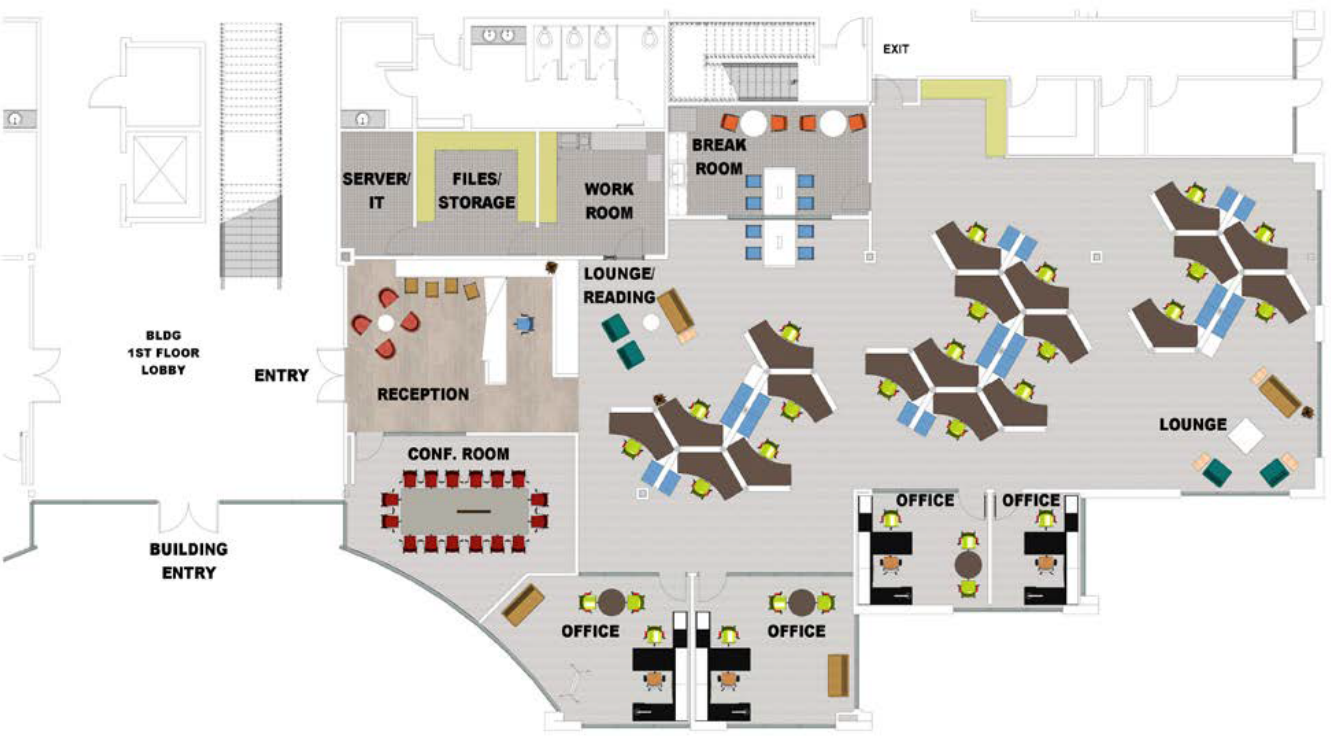 EXIT
BREAK
ROOM
SERVER/
IT
FILES/
STORAGE
WORK
ROOM
LOUNGE/
READING
BLDG
1ST FLOOR
LOBBY
ENTRY
RECEPTION
LOUNGE
CONF. ROOM
OFFICE
OFFICE
BUILDING
ENTRY
OFFICE
OFFICE